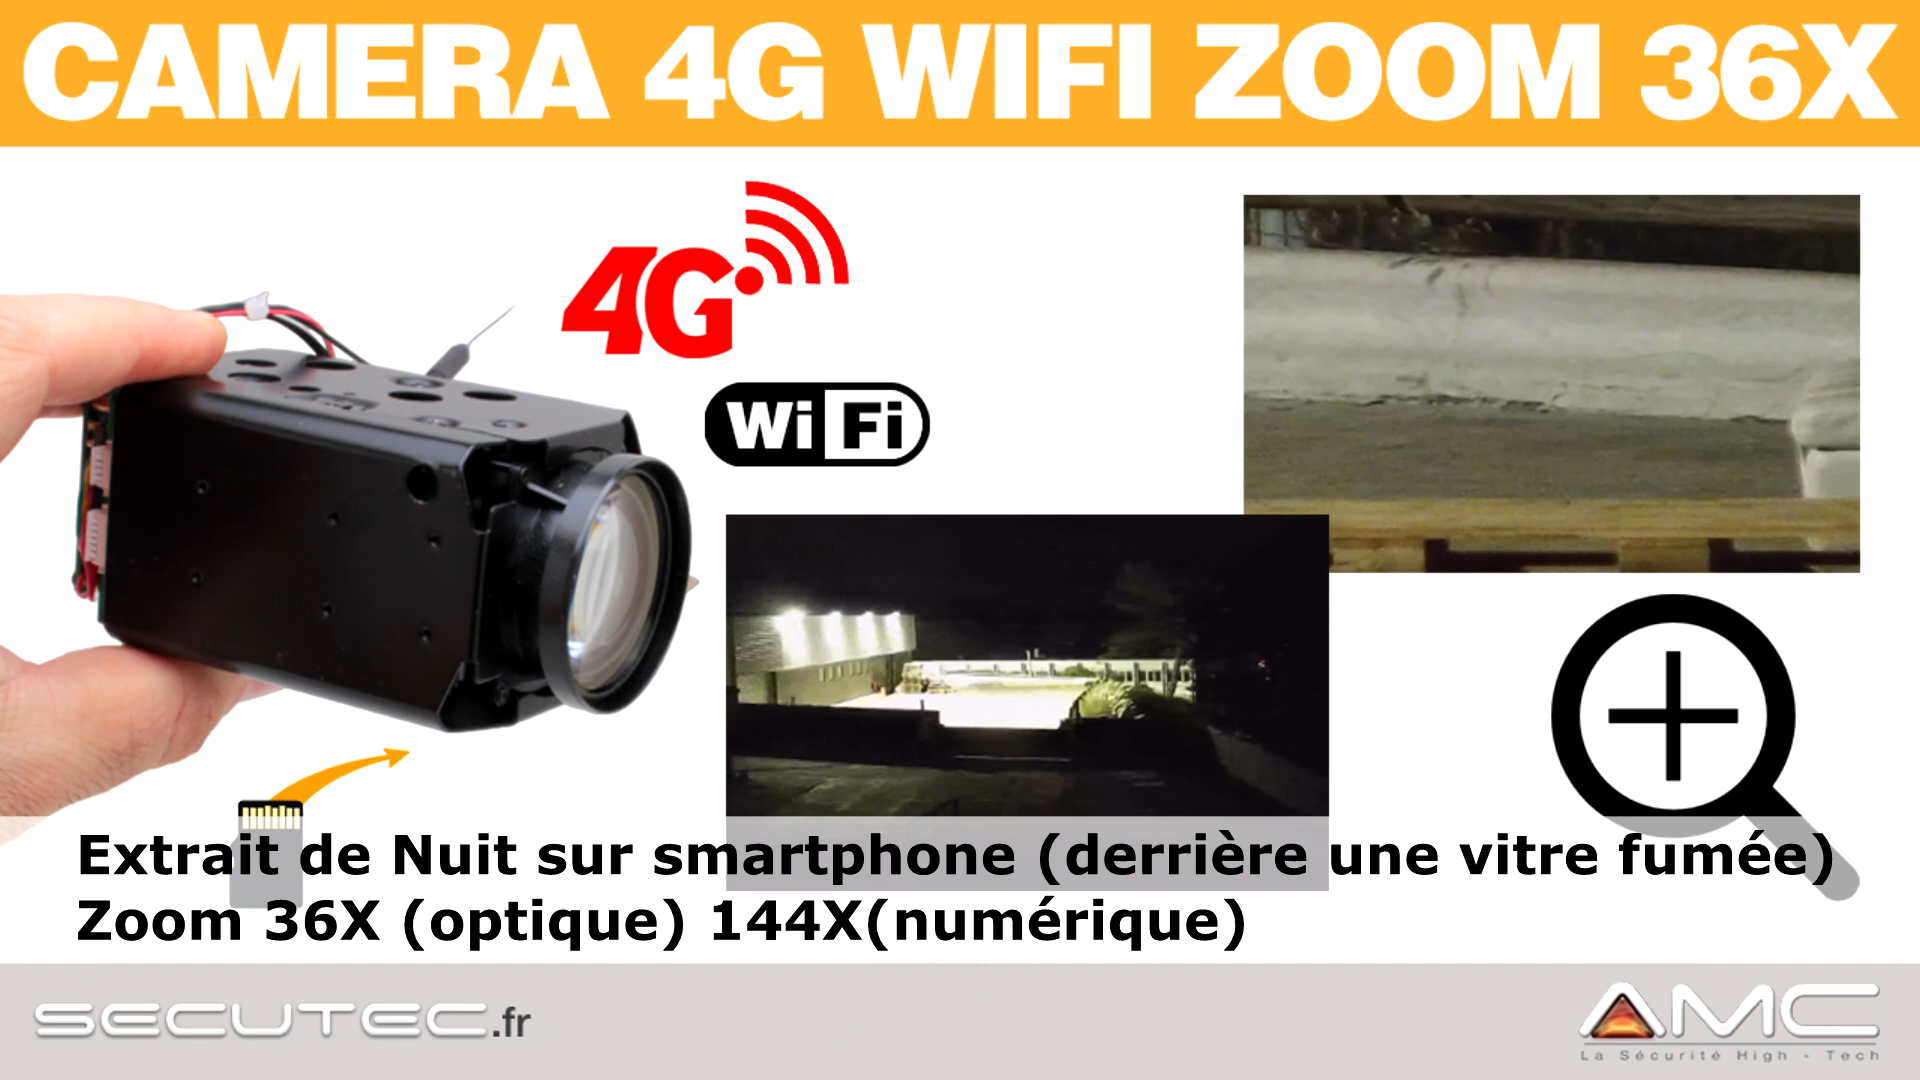 CAMERA 4G WIFI ZOOM 36X
4G
WiFi
Extrait de Nuit sur smartphone (derrière une vitre fumée)
Zoom 36X (optique) 144X(numérique)
SECUTEC.fr
AMC
La Sécurité High - Tech